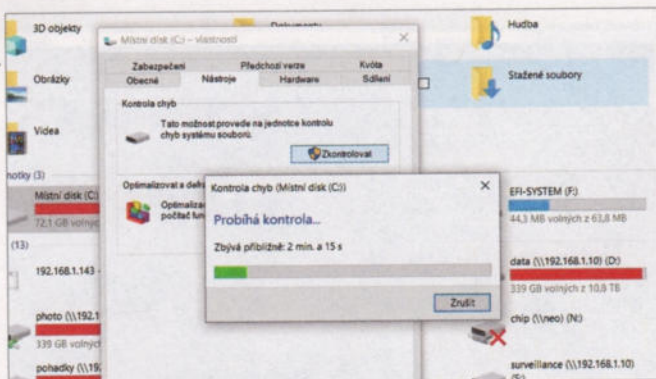 3D objekty
Dokumenty
Hudba
Obrázky
Stažené soubory
Videa
notky (3)
Místní disk (C:)
72,1 GB volnýc
(13)
192.168.1.143 -
photo (\\192.1
339 GB volnýc
pohadky (\\19
Místní disk (C:) – vlastnosti
Zabezpečení
Předchozí verze
Kvóta
Obecné
Nástroje
Hardware
Sdílení
Kontrola chyb
Tato možnost provede na jednotce kontrolu
chyb systému souborů.
Zkontrolovat
Optimalizovat a defra
Optimalizac
počítač fun
Kontrola chyb (Místní disk (C:))
Probíhá kontrola...
Zbývá přibližně: 2 min. a 15 s
Zrušit
EFI-SYSTEM (F:)
44,3 MB volných z 63,8 MB
data (\\192.168.1.10) (D:)
339 GB volných z 10,8 TB
chip (\\neo) (N:)
surveillance (\\192.168.1.10)
(S:)